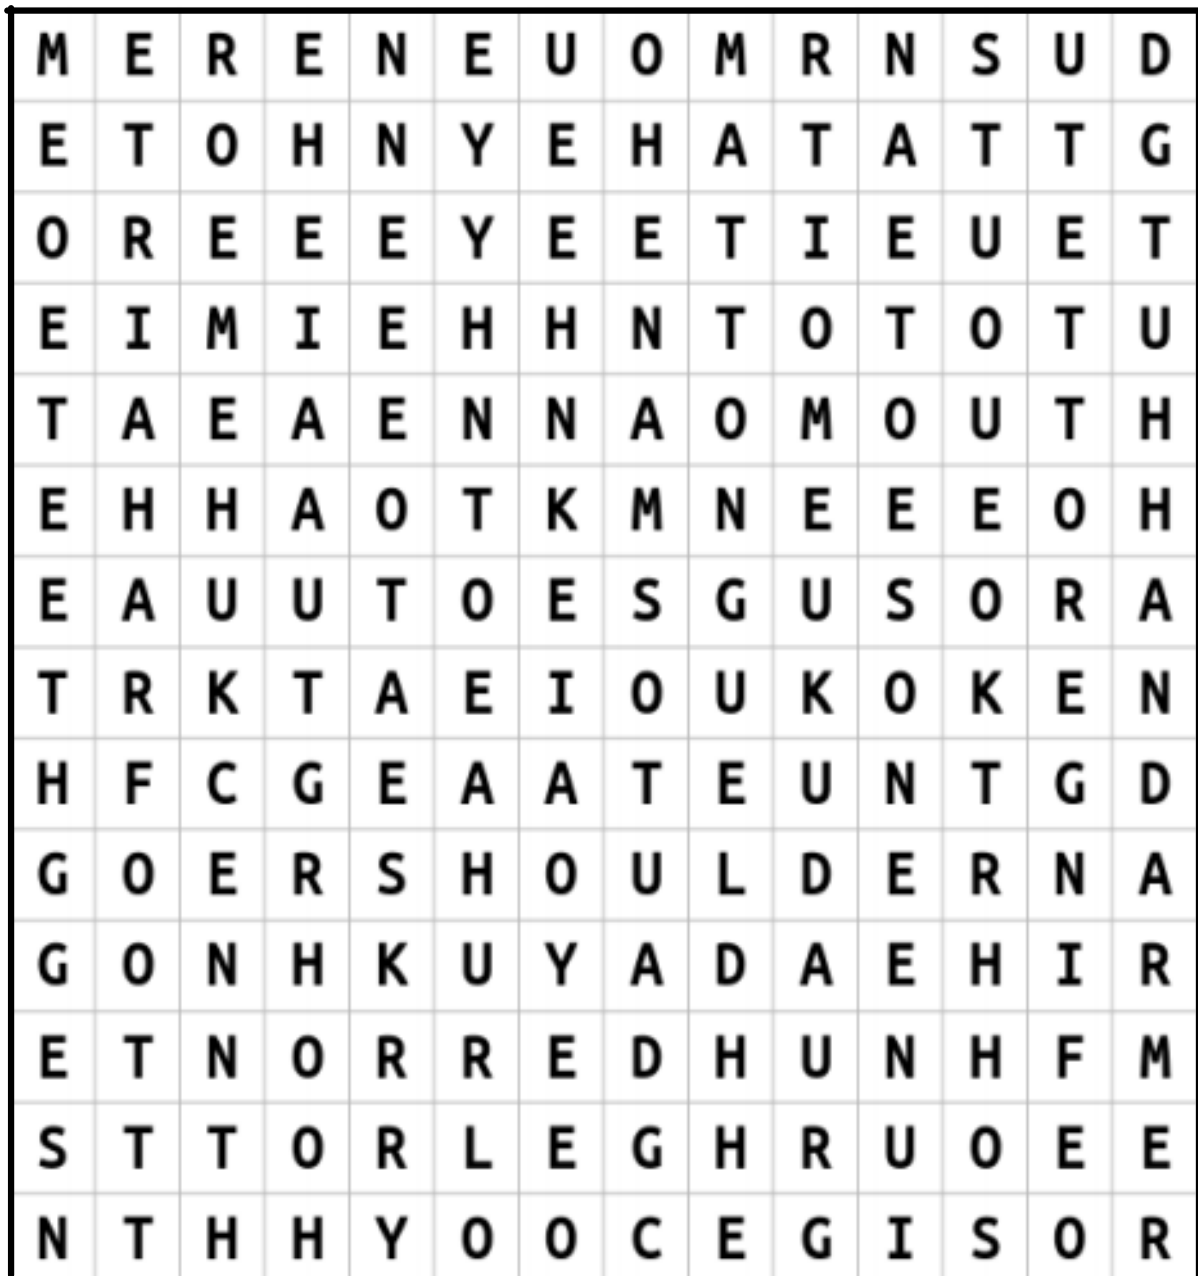 M E R E N E U O M R N S U D
E T O H N Y E H A T A T T G
O R E E E Y E E T I E U E T
E I M I E H H N T O T O T U
T A E A E N N A O M O U T H
E H H A O T K M N E E E O H
E A U U T O E S G U S O R A
T R K T A E I O U K O K E N
H F C G E A A T E U N T G D
G O E R S H O U L D E R N A
G O N H K U Y A D A E H I R
E T N O R R E D H U N H F M
S T T O R L E G H R U O E E
N T H H Y O O C E G I S O R